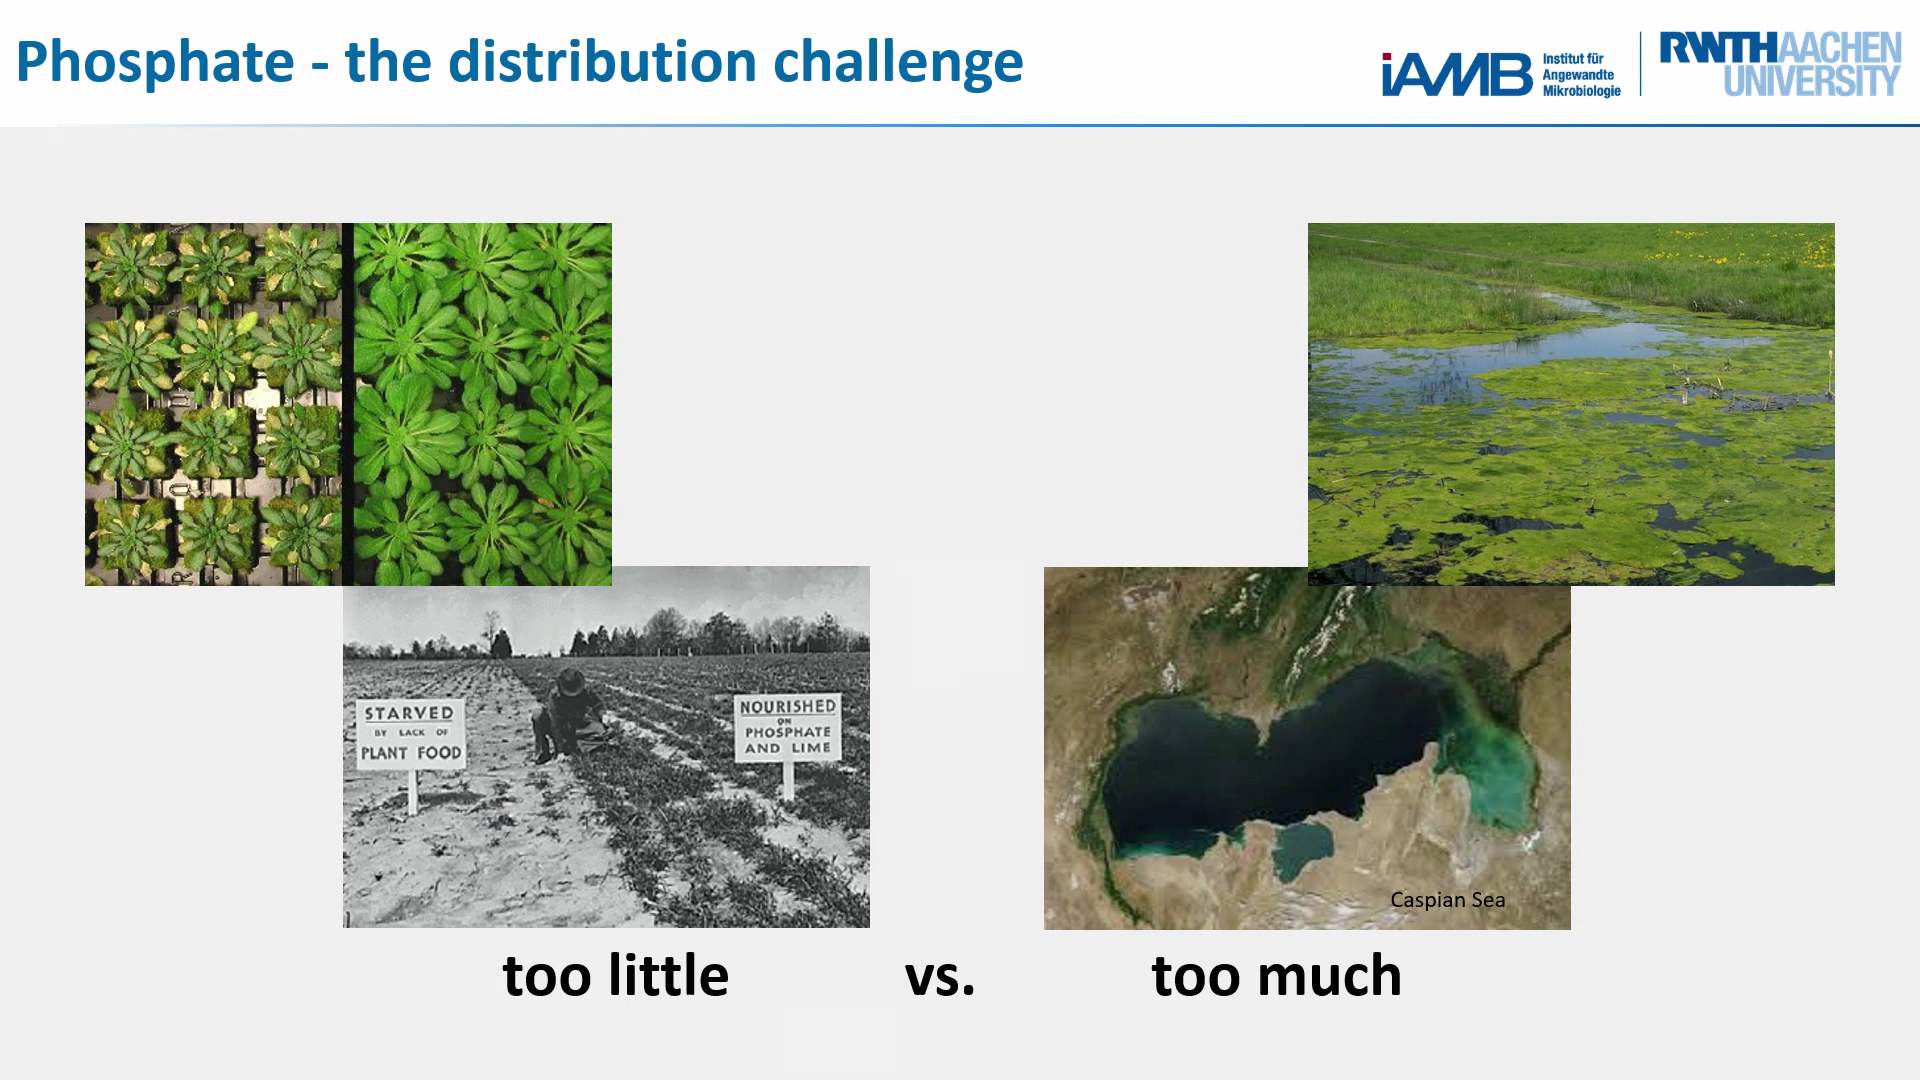 Phosphate - the distribution challenge
iAMB
Institut für
Angewandte
Mikrobiologie
RWTHAACHEN
UNIVERSITY
STARVED
BY LACK OF
PLANT FOOD
NOURISHED
ON
PHOSPHATE
AND LIME
Caspian Sea
too little vs. too much